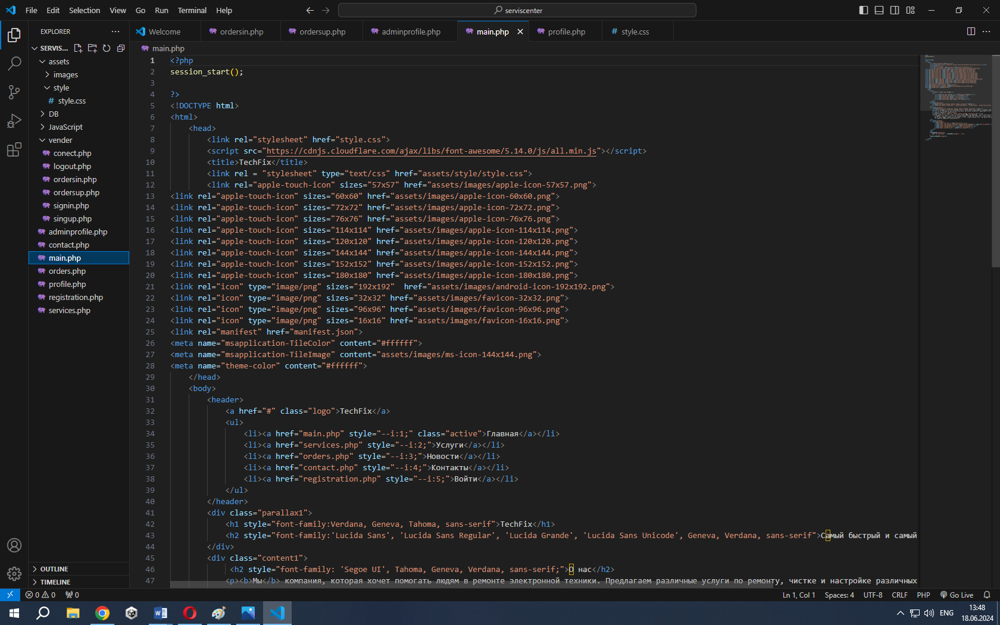 File Edit Selection View Go Run Terminal Help
serviscenter
EXPLORER
Welcome
ordersin.php
ordersup.php
adminprofile.php
main.php
profile.php
# style.css
SERVIS...
assets
images
style
# style.css
DB
JavaScript
vender
conect.php
logout.php
ordersin.php
ordersup.php
signin.php
singup.php
adminprofile.php
contact.php
main.php
orders.php
profile.php
registration.php
services.php
OUTLINE
TIMELINE
main.php
1 <?php
2 session_start();
3
4 ?>
5 <!DOCTYPE html>
6 <html>
7 <head>
8 <link rel="stylesheet" href="style.css">
9 <script src="https://cdnjs.cloudflare.com/ajax/libs/font-awesome/5.14.0/js/all.min.js"></script>
10 <title>TechFix</title>
11 <link rel = "stylesheet" type="text/css" href="assets/style/style.css">
12 <link rel="apple-touch-icon" sizes="57x57" href="assets/images/apple-icon-57x57.png">
13 <link rel="apple-touch-icon" sizes="60x60" href="assets/images/apple-icon-60x60.png">
14 <link rel="apple-touch-icon" sizes="72x72" href="assets/images/apple-icon-72x72.png">
15 <link rel="apple-touch-icon" sizes="76x76" href="assets/images/apple-icon-76x76.png">
16 <link rel="apple-touch-icon" sizes="114x114" href="assets/images/apple-icon-114x114.png">
17 <link rel="apple-touch-icon" sizes="120x120" href="assets/images/apple-icon-120x120.png">
18 <link rel="apple-touch-icon" sizes="144x144" href="assets/images/apple-icon-144x144.png">
19 <link rel="apple-touch-icon" sizes="152x152" href="assets/images/apple-icon-152x152.png">
20 <link rel="apple-touch-icon" sizes="180x180" href="assets/images/apple-icon-180x180.png">
21 <link rel="icon" type="image/png" sizes="192x192"  href="assets/images/android-icon-192x192.png">
22 <link rel="icon" type="image/png" sizes="32x32" href="assets/images/favicon-32x32.png">
23 <link rel="icon" type="image/png" sizes="96x96" href="assets/images/favicon-96x96.png">
24 <link rel="icon" type="image/png" sizes="16x16" href="assets/images/favicon-16x16.png">
25 <link rel="manifest" href="manifest.json">
26 <meta name="msapplication-TileColor" content="#ffffff">
27 <meta name="msapplication-TileImage" content="assets/images/ms-icon-144x144.png">
28 <meta name="theme-color" content="#ffffff">
29 </head>
30 <body>
31 <header>
32 <a href="#" class="logo">TechFix</a>
33 <ul>
34 <li><a href="main.php" style="--i:1;" class="active">Главная</a></li>
35 <li><a href="services.php" style="--i:2;">Услуги</a></li>
36 <li><a href="orders.php" style="--i:3;">Новости</a></li>
37 <li><a href="contact.php" style="--i:4;">Контакты</a></li>
38 <li><a href="registration.php" style="--i:5;">Войти</a></li>
39 </ul>
40 </header>
41 <div class="parallax1">
42 <h1 style="font-family:Verdana, Geneva, Tahoma, sans-serif">TechFix</h1>
43 <h2 style="font-family:'Lucida Sans', 'Lucida Sans Regular', 'Lucida Grande', 'Lucida Sans Unicode', Geneva, Verdana, sans-serif">Самый быстрый и самый
44 </div>
45 <div class="content1">
46 <h2 style="font-family: 'Segoe UI', Tahoma, Geneva, Verdana, sans-serif;">О нас</h2>
47 <p><b>Мы</b> компания, которая хочет помогать людям в ремонте электронной техники. Предлагаем различные услуги по ремонту, чистке и настройке различных
0 0 0
Ln 1, Col 1 Spaces: 4 UTF-8 CRLF PHP Go Live
ENG
13:48
18.06.2024